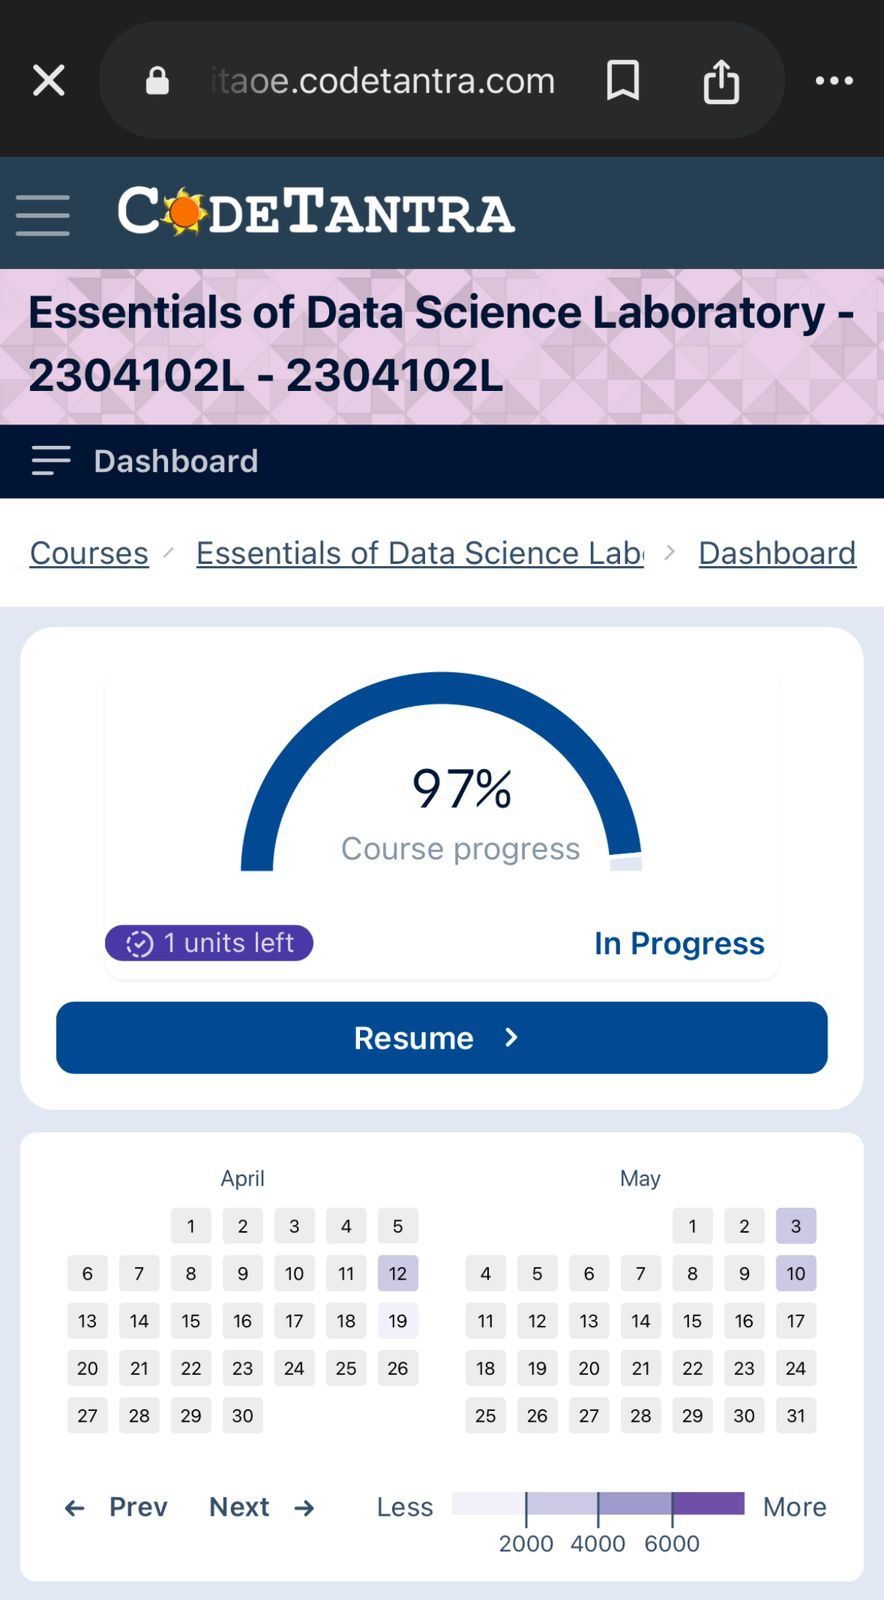 itaoe.codetantra.com
CODETANTRA
Essentials of Data Science Laboratory -
2304102L - 2304102L
Dashboard
Courses / Essentials of Data Science Lab > Dashboard
97%
Course progress
1 units left In Progress
Resume >
April
1 2 3 4 5
6 7 8 9 10 11 12
13 14 15 16 17 18 19
20 21 22 23 24 25 26
27 28 29 30
May
1 2 3
4 5 6 7 8 9 10
11 12 13 14 15 16 17
18 19 20 21 22 23 24
25 26 27 28 29 30 31
← Prev Next → Less More
2000 4000 6000